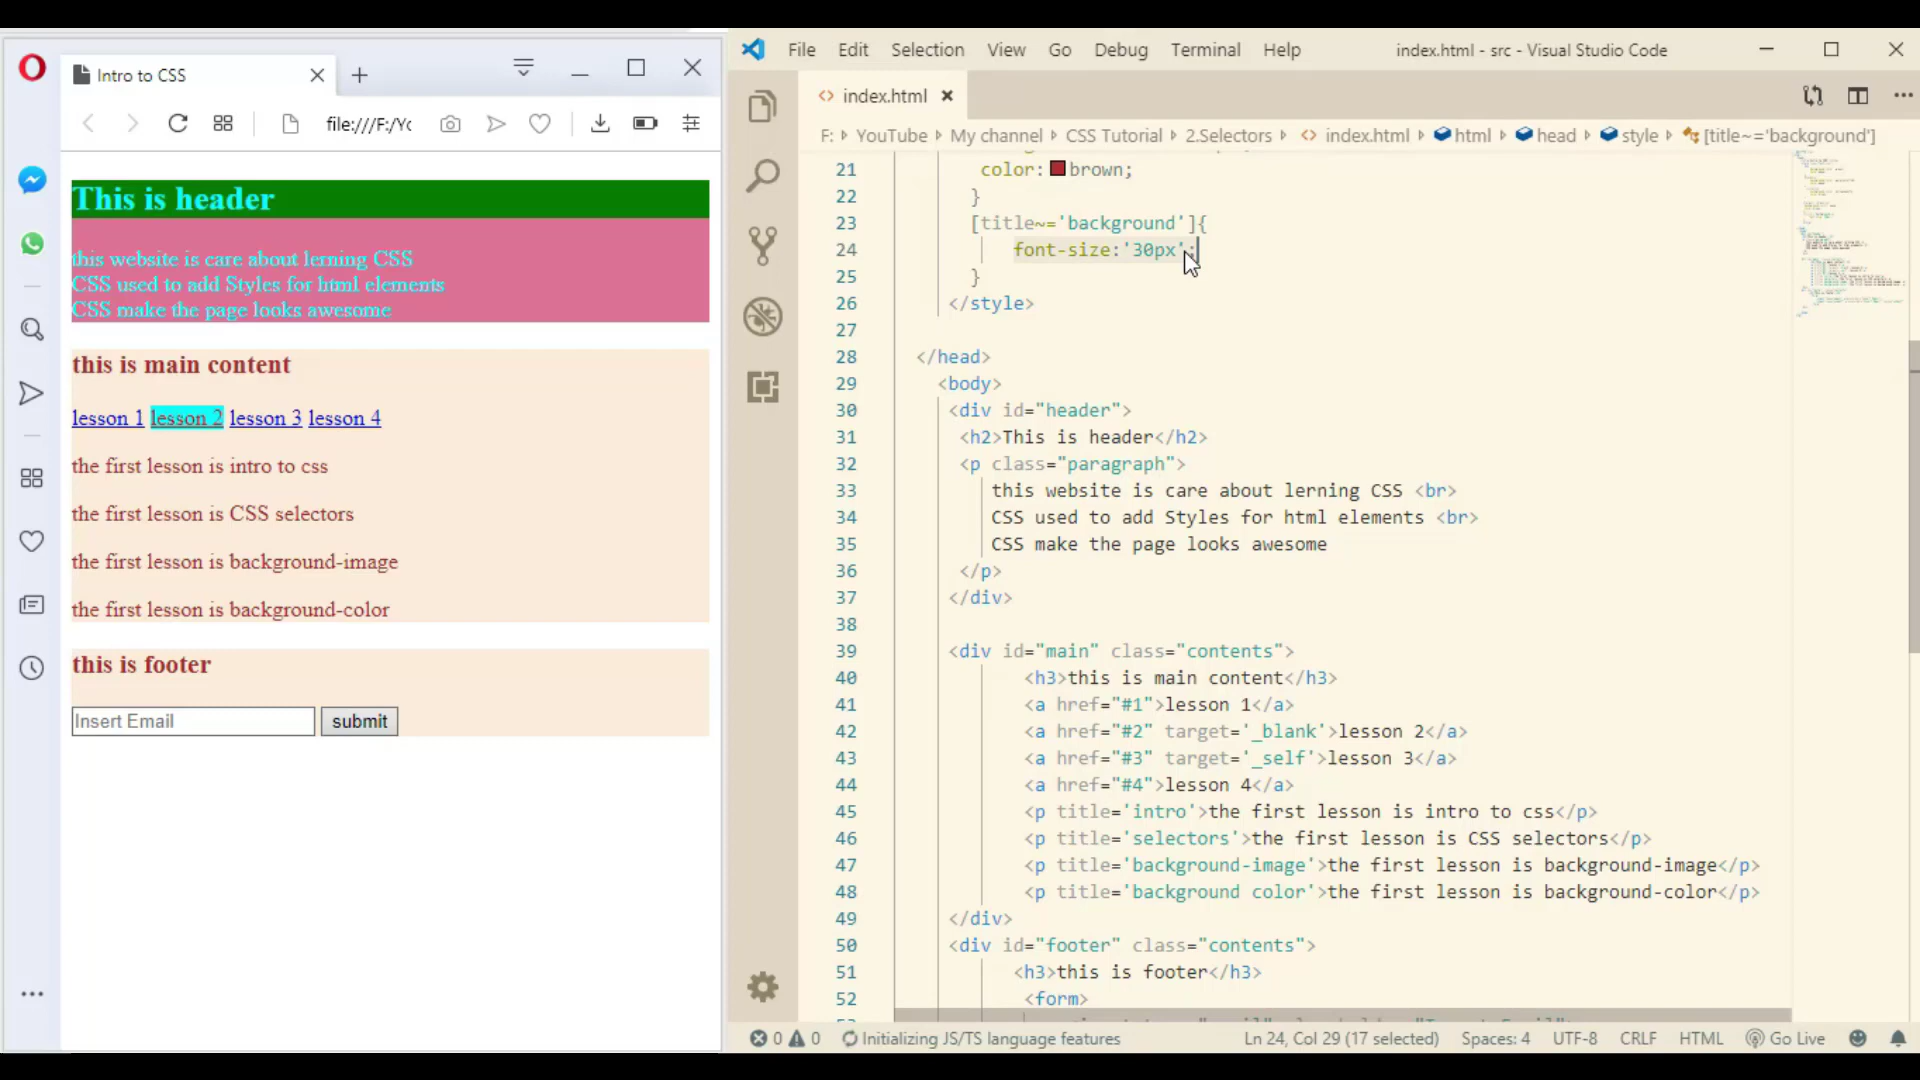 Intro to CSS
file:///F:/Yc
This is header
this website is care about lerning CSS
CSS used to add Styles for html elements
CSS make the page looks awesome
this is main content
lesson 1 lesson 2 lesson 3 lesson 4
the first lesson is intro to css
the first lesson is CSS selectors
the first lesson is background-image
the first lesson is background-color
this is footer
Insert Email submit
File Edit Selection View Go Debug Terminal Help index.html - src - Visual Studio Code
index.html
F: YouTube My channel CSS Tutorial 2.Selectors index.html html head style [title~='background']
21 color: brown;
22 }
23 [title~='background']{
24 font-size:'30px';
25 }
26 </style>
27
28 </head>
29 <body>
30 <div id="header">
31 <h2>This is header</h2>
32 <p class="paragraph">
33 this website is care about lerning CSS <br>
34 CSS used to add Styles for html elements <br>
35 CSS make the page looks awesome
36 </p>
37 </div>
38
39 <div id="main" class="contents">
40 <h3>this is main content</h3>
41 <a href="#1">lesson 1</a>
42 <a href="#2" target='_blank'>lesson 2</a>
43 <a href="#3" target='_self'>lesson 3</a>
44 <a href="#4">lesson 4</a>
45 <p title='intro'>the first lesson is intro to css</p>
46 <p title='selectors'>the first lesson is CSS selectors</p>
47 <p title='background-image'>the first lesson is background-image</p>
48 <p title='background color'>the first lesson is background-color</p>
49 </div>
50 <div id="footer" class="contents">
51 <h3>this is footer</h3>
52 <form>
0 0 Initializing JS/TS language features Ln 24, Col 29 (17 selected) Spaces: 4 UTF-8 CRLF HTML Go Live